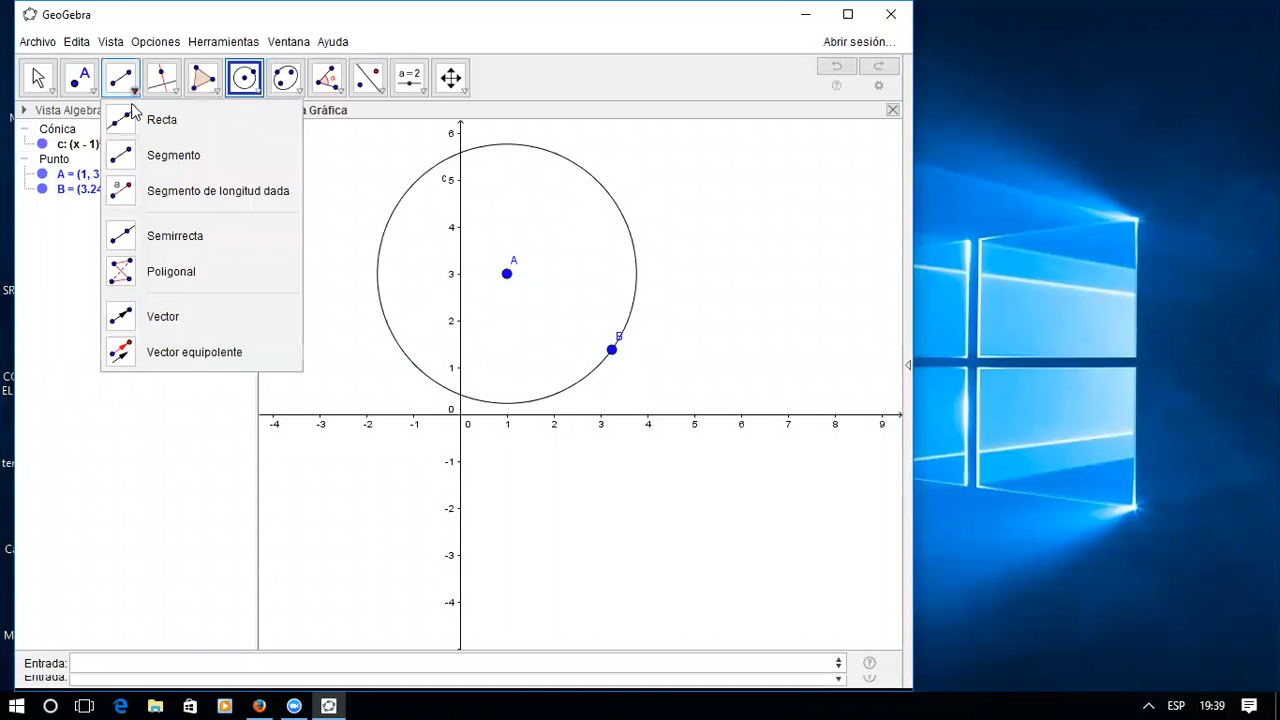 GeoGebra
Archivo Edita Vista Opciones Herramientas Ventana Ayuda Abrir sesión...
A a=2
Vista Algebra Gráfica
Cónica
c: (x - 1)
Punto
A = (1, 3
B = (3.24
Recta
Segmento
a Segmento de longitud dada
Semirrecta
Poligonal
Vector
Vector equipolente
c
A
B
6
5
4
3
2
1
0
-4 -3 -2 -1 0 1 2 3 4 5 6 7 8 9
-1
-2
-3
-4
Entrada:
Entrada:
ESP 19:39